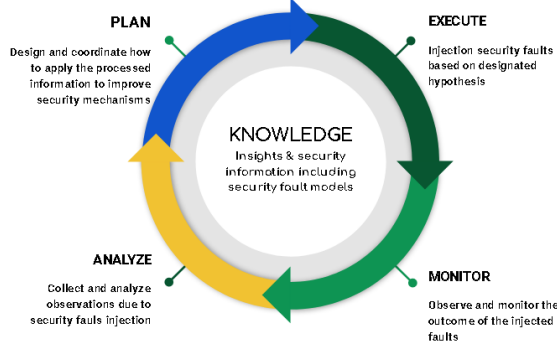 PLAN
Design and coordinate how
to apply the processed
information to improve
security mechanisms
EXECUTE
Injection security faults
based on designated
hypothesis
KNOWLEDGE
Insights & security
information including
security fault models
ANALYZE
Collect and analyze
observations due to
security fauls injection
MONITOR
Observe and monitor the
outcome of the injected
faults